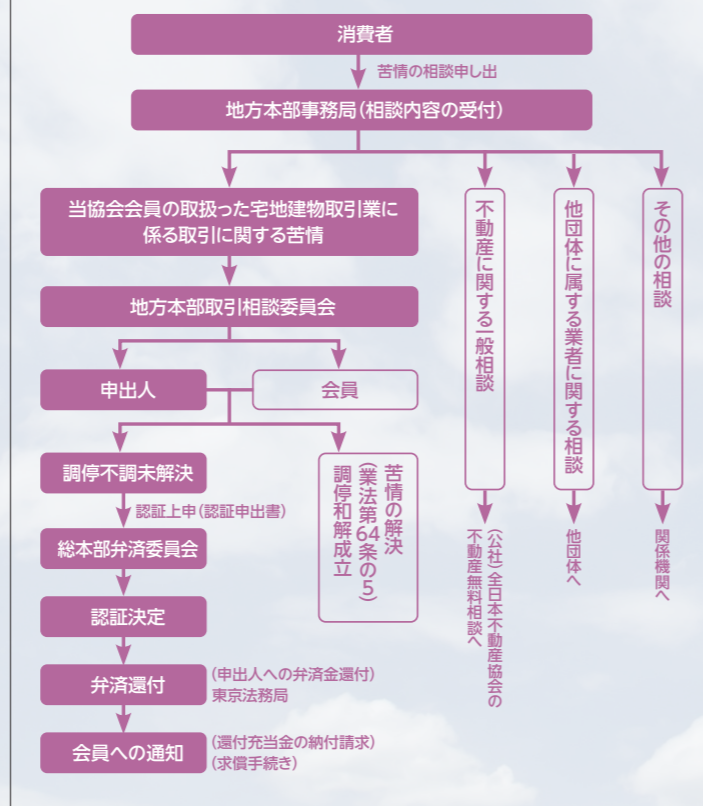 消費者
苦情の相談申し出
地方本部事務局(相談内容の受付)
当協会会員の取扱った宅地建物取引業に
係る取引に関する苦情
地方本部取引相談委員会
申出人
会員
調停不調未解決
認証上申(認証申出書)
総本部弁済委員会
認証決定
弁済還付
(申出人への弁済金還付)
東京法務局
会員への通知
(還付充当金の納付請求)
(求償手続き)
苦情の解決
(業法第64条の5)
調停和解成立
不動産に関する一般相談
(公社)全日本不動産協会の
不動産無料相談へ
他団体に属する業者に関する相談
他団体へ
その他の相談
関係機関へ